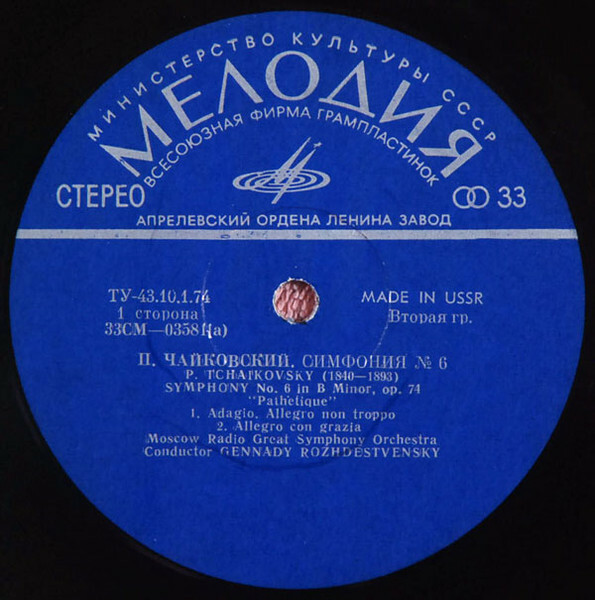 МИНИСТЕРСТВО КУЛЬТУРЫ СССР
МЕЛОДИЯ
ВСЕСОЮЗНАЯ ФИРМА ГРАМПЛАСТИНОК
СТЕРЕО
33
АПРЕЛЕВСКИЙ ОРДЕНА ЛЕНИНА ЗАВОД
ТУ-43.10.1.74
MADE IN USSR
1 сторона
Вторая гр.
33СМ—03581(а)
П. ЧАЙКОВСКИЙ. СИМФОНИЯ № 6
P. TCHAIKOVSKY (1840—1893)
SYMPHONY No. 6 in B Minor, op. 74
"Pathetique"
1. Adagio. Allegro non troppo
2. Allegro con grazia
Moscow Radio Great Symphony Orchestra
Conductor GENNADY ROZHDESTVENSKY